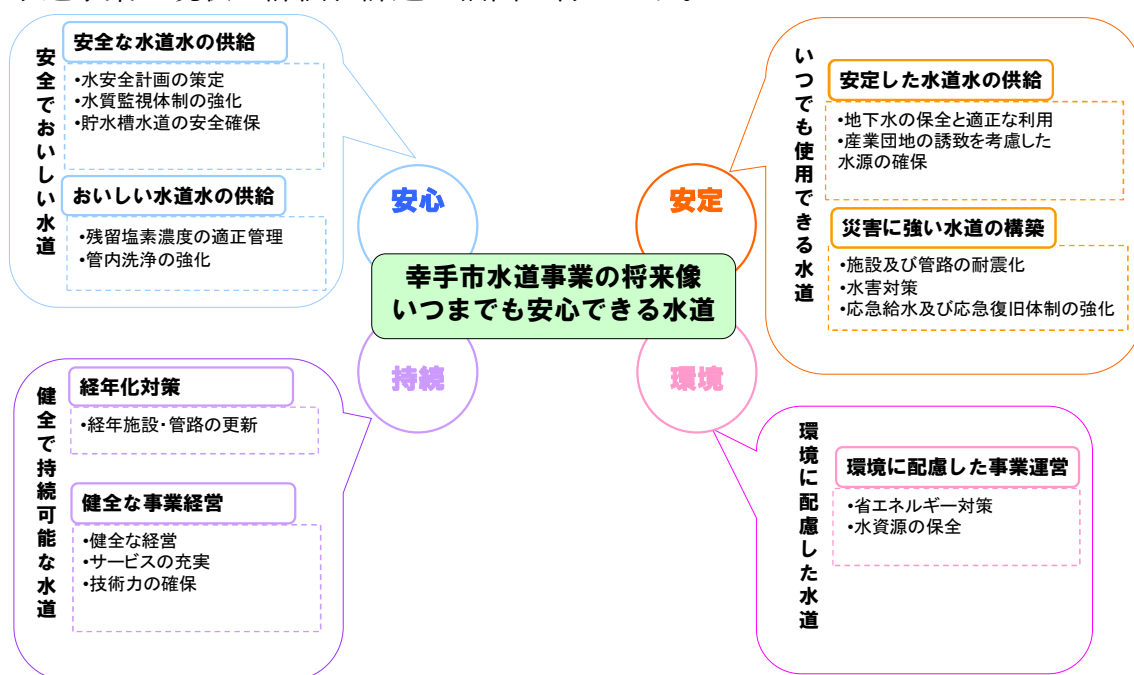 安全でおいしい水道
安全な水道水の供給
・水安全計画の策定
・水質監視体制の強化
・貯水槽水道の安全確保
おいしい水道水の供給
・残留塩素濃度の適正管理
・管内洗浄の強化
安心
安定
いつでも使用できる水道
安定した水道水の供給
・地下水の保全と適正な利用
・産業団地の誘致を考慮した
水源の確保
災害に強い水道の構築
・施設及び管路の耐震化
・水害対策
・応急給水及び応急復旧体制の強化
幸手市水道事業の将来像
いつまでも安心できる水道
持続
環境
健全で持続可能な水道
経年化対策
・経年施設・管路の更新
健全な事業経営
・健全な経営
・サービスの充実
・技術力の確保
環境に配慮した水道
環境に配慮した事業運営
・省エネルギー対策
・水資源の保全